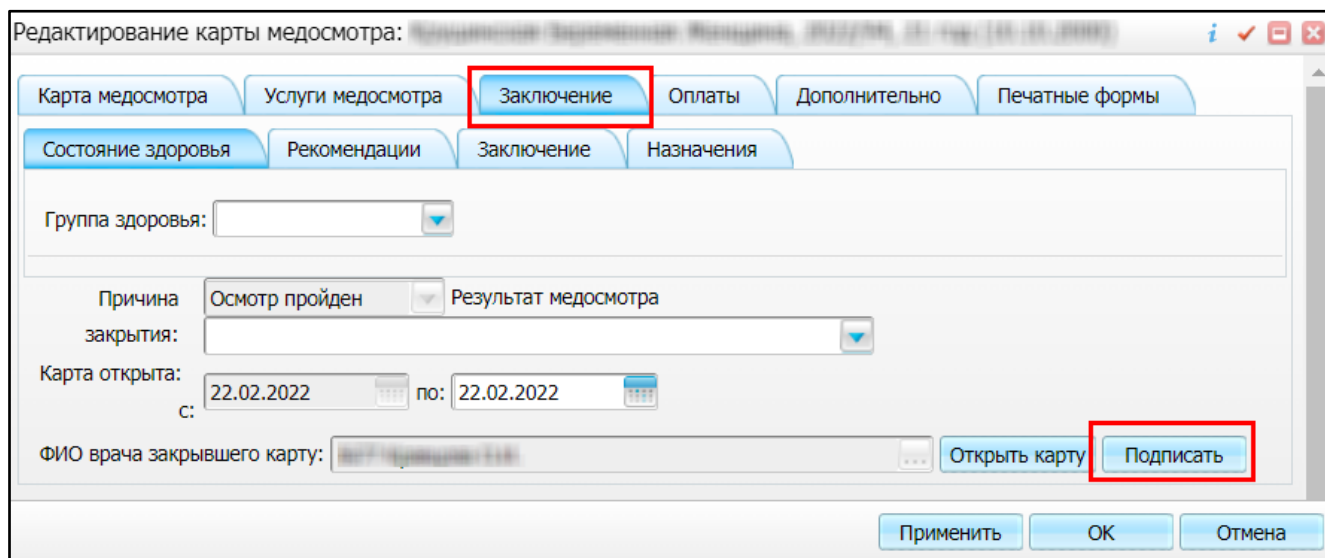 Редактирование карты медосмотра:
Карта медосмотра Услуги медосмотра Заключение Оплаты Дополнительно Печатные формы
Состояние здоровья Рекомендации Заключение Назначения
Группа здоровья:
Причина Осмотр пройден Результат медосмотра
закрытия:
Карта открыта:
с: 22.02.2022 по: 22.02.2022
ФИО врача закрывшего карту: ... Открыть карту Подписать
Применить OK Отмена